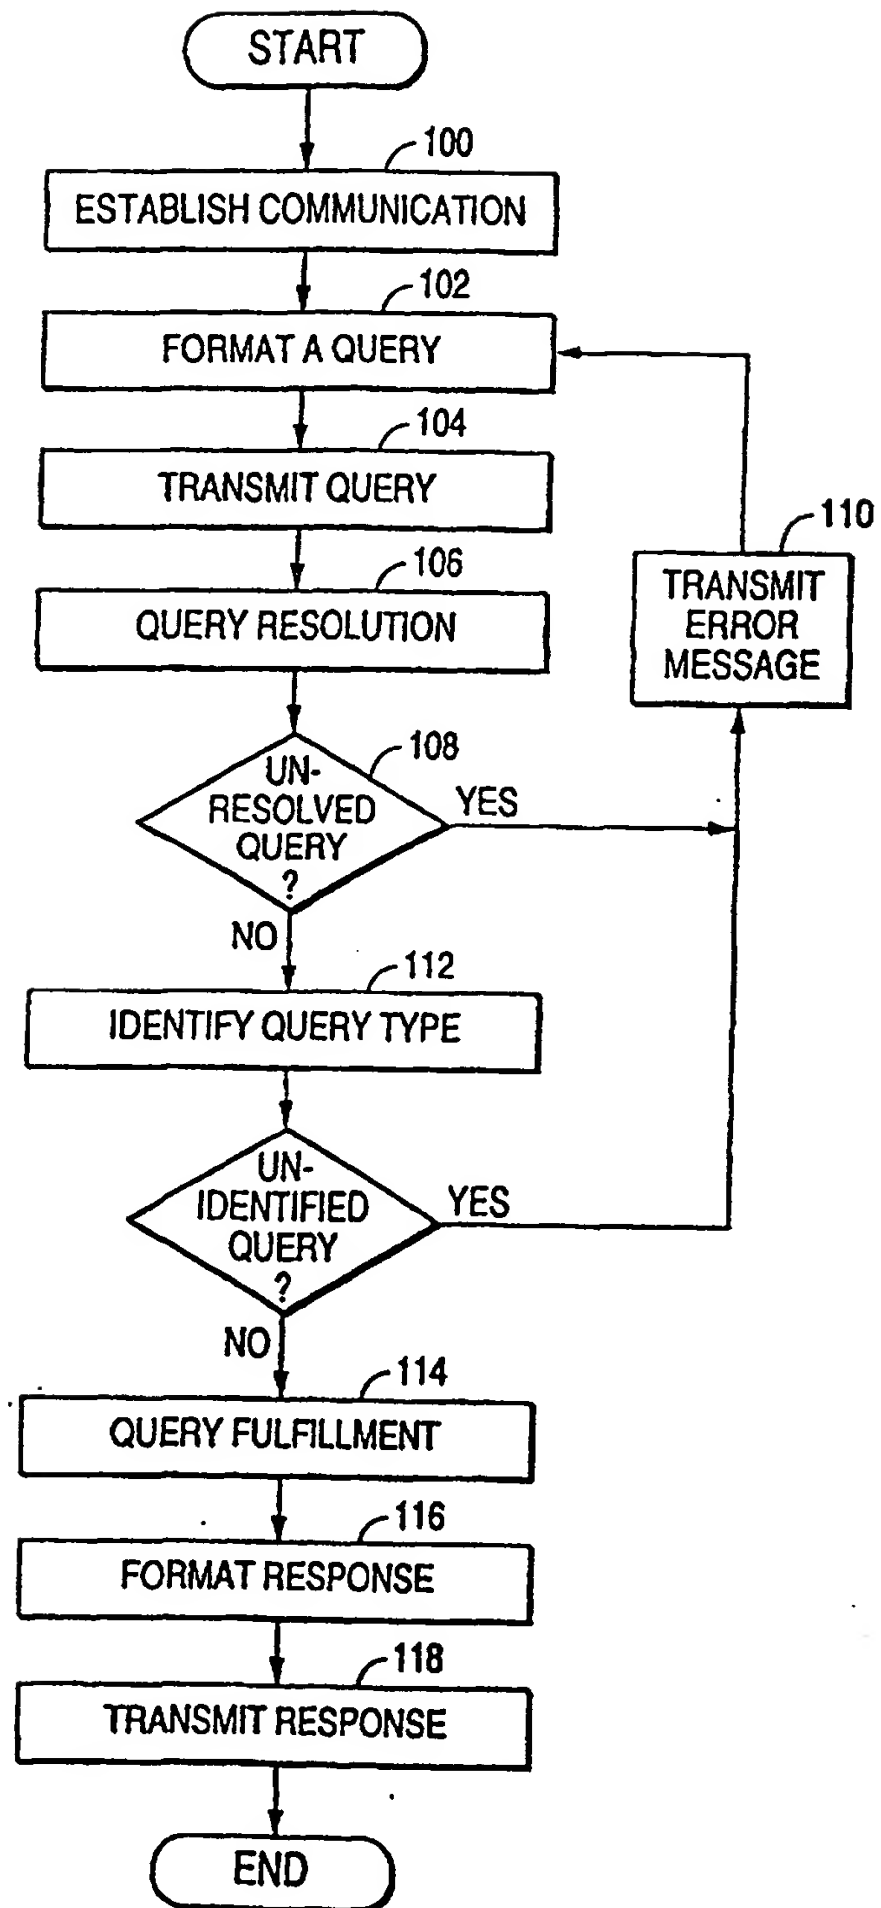 START
100
ESTABLISH COMMUNICATION
102
FORMAT A QUERY
104
TRANSMIT QUERY
106
QUERY RESOLUTION
110
TRANSMIT
ERROR
MESSAGE
108
UN-
RESOLVED
QUERY
?
YES
NO
112
IDENTIFY QUERY TYPE
UN-
IDENTIFIED
QUERY
?
YES
NO
114
QUERY FULFILLMENT
116
FORMAT RESPONSE
118
TRANSMIT RESPONSE
END